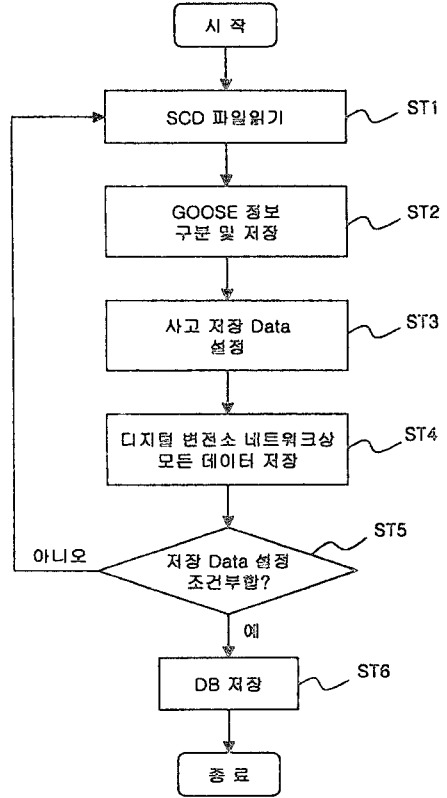 시 작
SCD 파일읽기
ST1
GOOSE 정보
구분 및 저장
ST2
사고 저장 Data
설정
ST3
디지털 변전소 네트워크상
모든 데이터 저장
ST4
저장 Data 설정
조건부합?
ST5
아니오
예
DB 저장
ST6
종 료